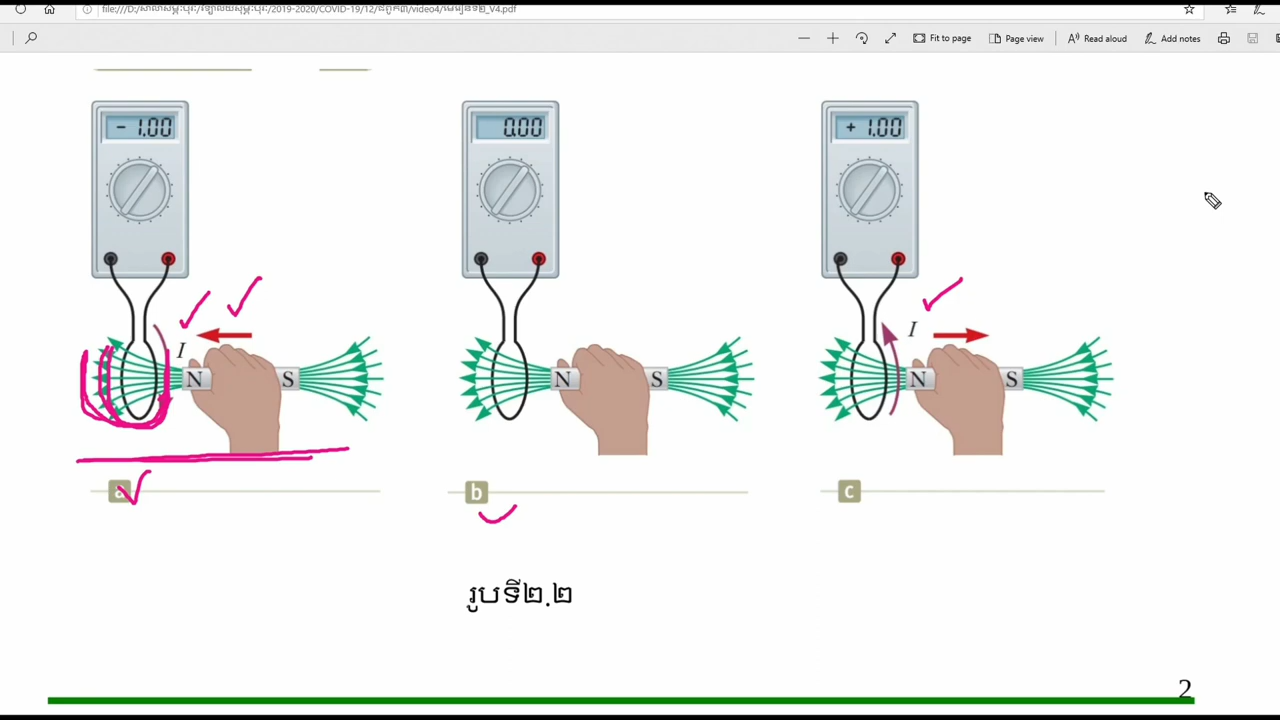 Fit to page
Page view
Read aloud
Add notes
- 1.00
0.00
+ 1.00
I
N
S
N
S
I
N
S
a
b
c
រូបទី២.២
2